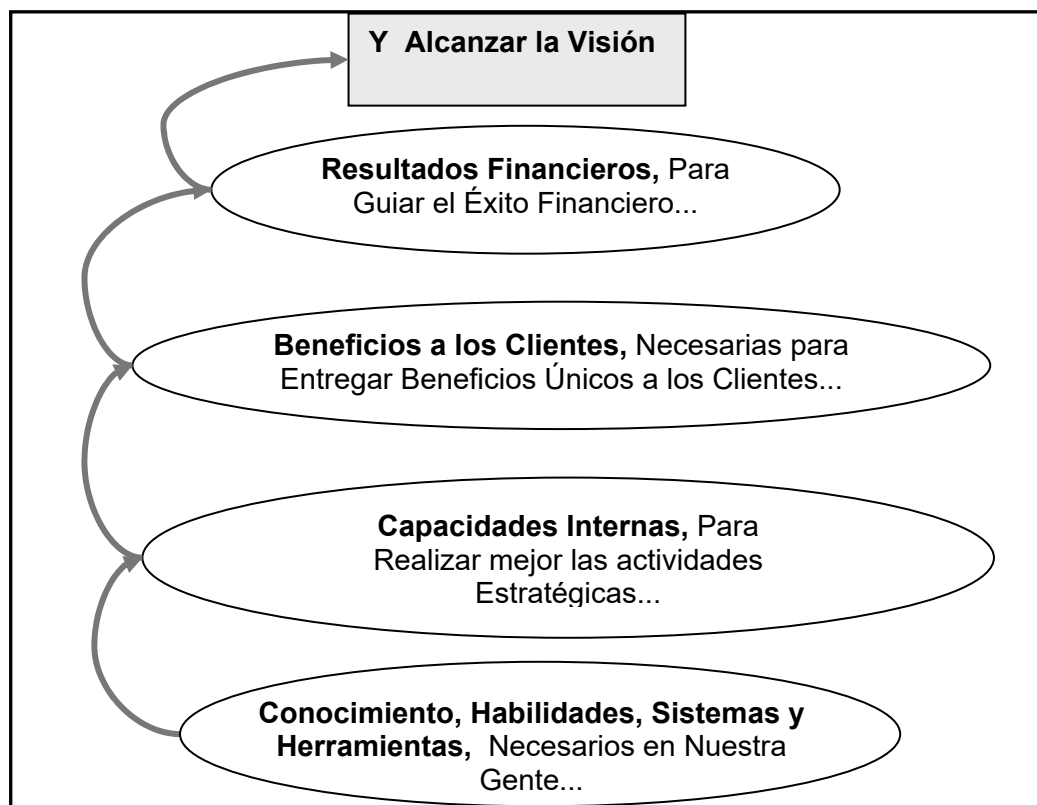 Y  Alcanzar la Visión
Resultados Financieros, Para
Guiar el Éxito Financiero...
Beneficios a los Clientes, Necesarias para
Entregar Beneficios Únicos a los Clientes...
Capacidades Internas, Para
Realizar mejor las actividades
Estratégicas...
Conocimiento, Habilidades, Sistemas y
Herramientas,  Necesarios en Nuestra
Gente...